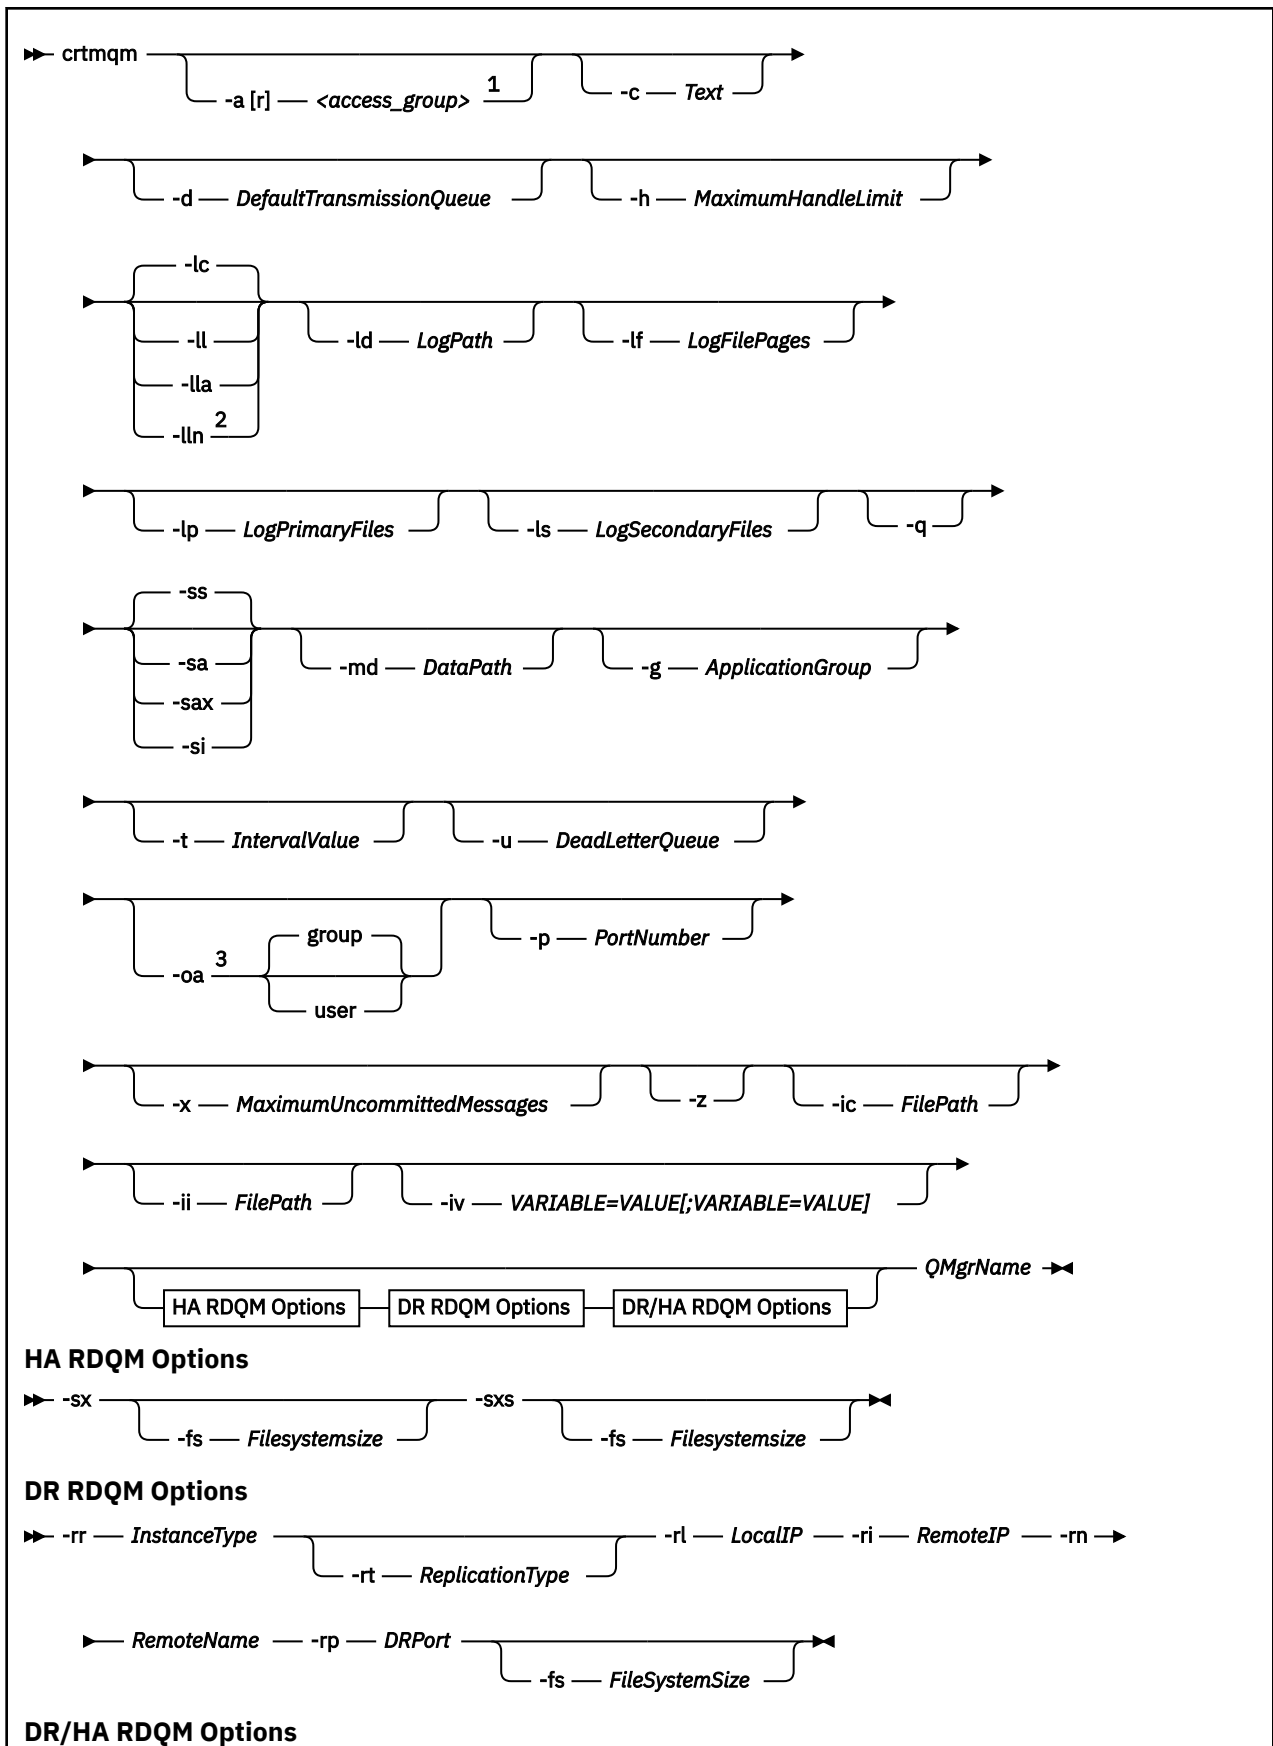 crtmqm
-a [r] <access_group> 1 -c Text
-d DefaultTransmissionQueue -h MaximumHandleLimit
-lc
-ll -ld LogPath -lf LogFilePages
-lla
-lln 2
-lp LogPrimaryFiles -ls LogSecondaryFiles -q
-ss
-sa -md DataPath -g ApplicationGroup
-sax
-si
-t IntervalValue -u DeadLetterQueue
group -p PortNumber
-oa 3
user
-x MaximumUncommittedMessages -z -ic FilePath
-ii FilePath -iv VARIABLE=VALUE[;VARIABLE=VALUE]
QMgrName
HA RDQM Options DR RDQM Options DR/HA RDQM Options
HA RDQM Options
-sx -sxs
-fs Filesystemsize -fs Filesystemsize
DR RDQM Options
-rr InstanceType -rl LocalIP -ri RemoteIP -rn
-rt ReplicationType
RemoteName -rp DRPort
-fs FileSystemSize
DR/HA RDQM Options